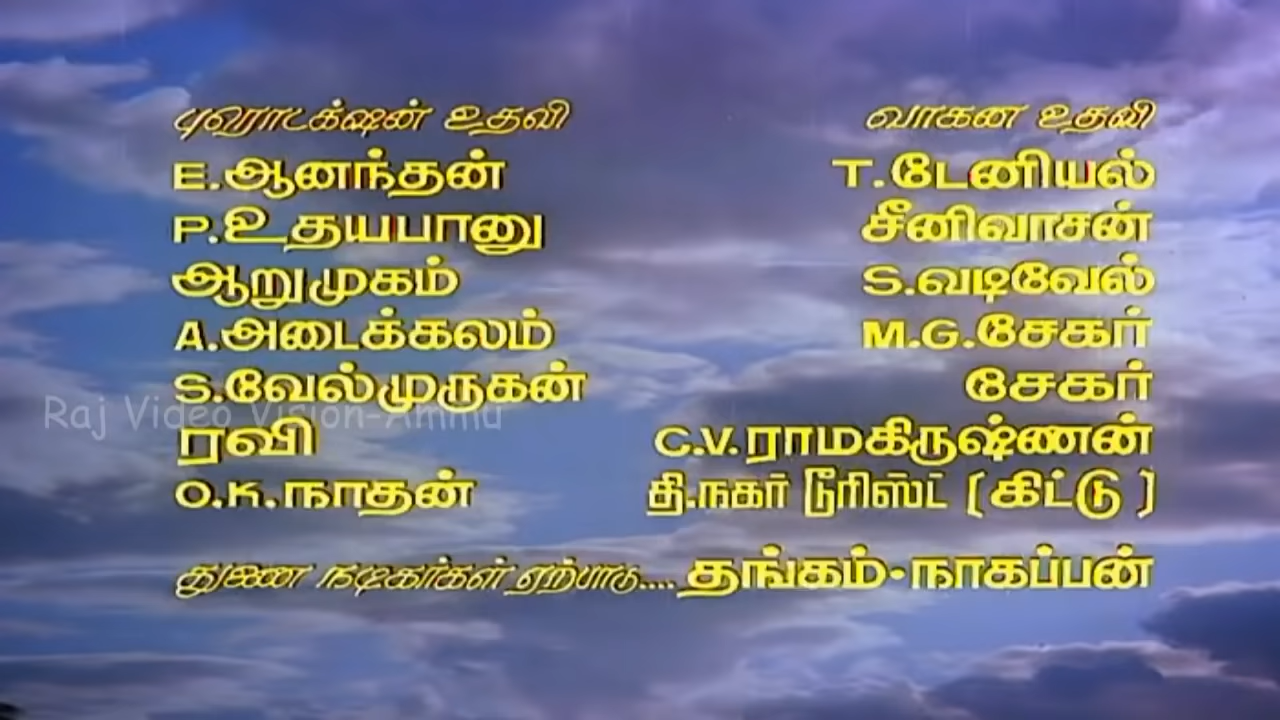 புரொடக்ஷன் உதவி
E.ஆனந்தன்
P.உதயபானு
ஆறுமுகம்
A.அடைக்கலம்
S.வேல்முருகன்
ரவி
O.K.நாதன்
வாகன உதவி
T.டேனியல்
சீனிவாசன்
S.வடிவேல்
M.G.சேகர்
சேகர்
C.V.ராமகிருஷ்ணன்
தி.நகர் டூரிஸ்ட் (கிட்டு)
துணை நடிகர்கள் ஏற்பாடு.... தங்கம்-நாகப்பன்
Raj Video Vision-Ammu